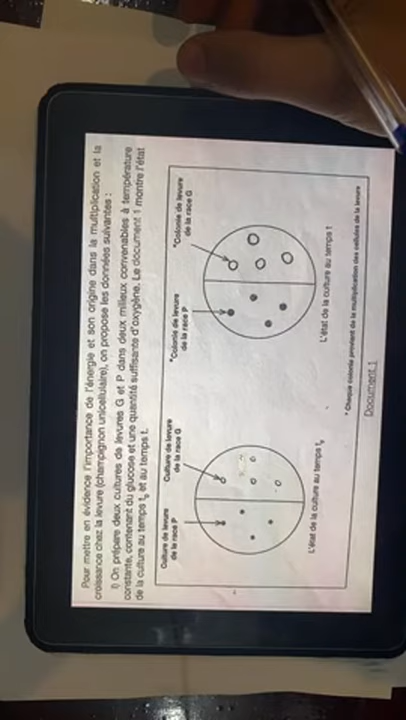 Pour mettre en évidence l'importance de l'énergie et son origine dans la multiplication et la
croissance chez la levure (champignon unicellulaire), on propose les données suivantes :
I) On prépare deux cultures de levures G et P dans deux milieux convenables à température
constante, contenant du glucose et une quantité suffisante d'oxygène. Le document 1 montre l'état
de la culture au temps t₀ et au temps t.
Culture de levure
de la race P
Culture de levure
de la race G
L'état de la culture au temps t₀
*Colonie de levure
de la race P
*Colonie de levure
de la race G
L'état de la culture au temps t
* Chaque colonie provient de la multiplication des cellules de la levure
Document 1